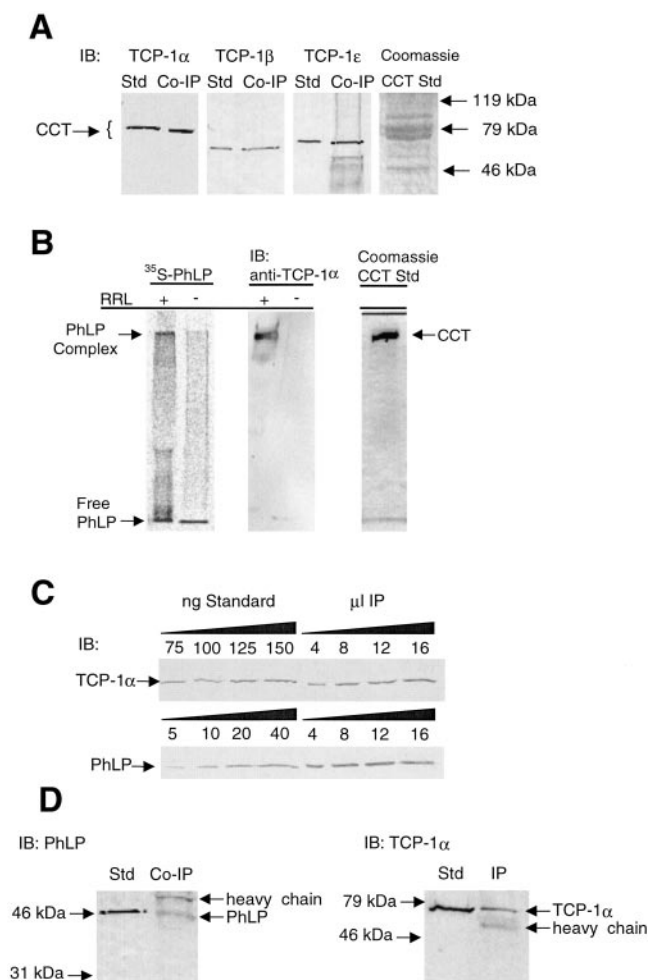 A
IB: TCP-1α TCP-1β TCP-1ε Coomassie
Std Co-IP Std Co-IP Std Co-IP CCT Std
CCT {
119 kDa
79 kDa
46 kDa
B
³⁵S-PhLP
IB:
anti-TCP-1α
Coomassie
CCT Std
RRL + - + -
PhLP
Complex
CCT
Free
PhLP
C
ng Standard µl IP
IB: 75 100 125 150 4 8 12 16
TCP-1α
5 10 20 40 4 8 12 16
PhLP
D
IB: PhLP
Std Co-IP
heavy chain
46 kDa
PhLP
31 kDa
IB: TCP-1α
Std IP
79 kDa
TCP-1α
heavy chain
46 kDa